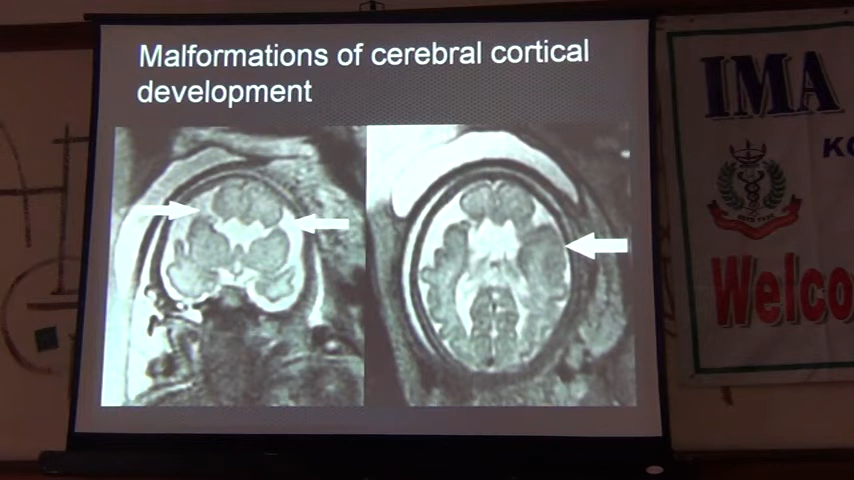 Malformations of cerebral cortical
development
IMA
Welco